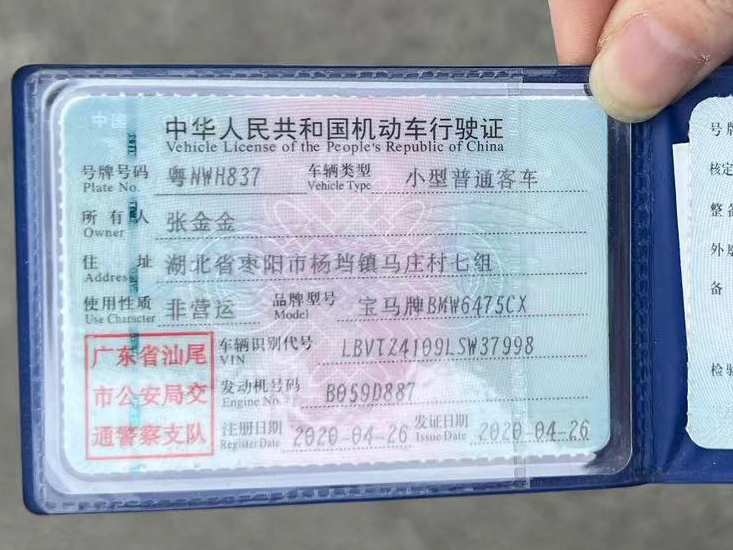 中国
中华人民共和国机动车行驶证
Vehicle License of the People's Republic of China
号牌号码 粤NWH837 车辆类型 小型普通客车
Plate No. Vehicle Type
所有人 张金金
Owner
住址 湖北省枣阳市杨垱镇马庄村七组
Address
使用性质 非营运 品牌型号 宝马牌BMW6475CX
Use Character Model
广东省汕尾
市公安局交
通警察支队
车辆识别代号 LBVTZ4109LSW37998
VIN
发动机号码 B059D887
Engine No.
注册日期 2020-04-26 发证日期 2020-04-26
Register Date Issue Date
号牌
核定
整备
外廓
备
检验